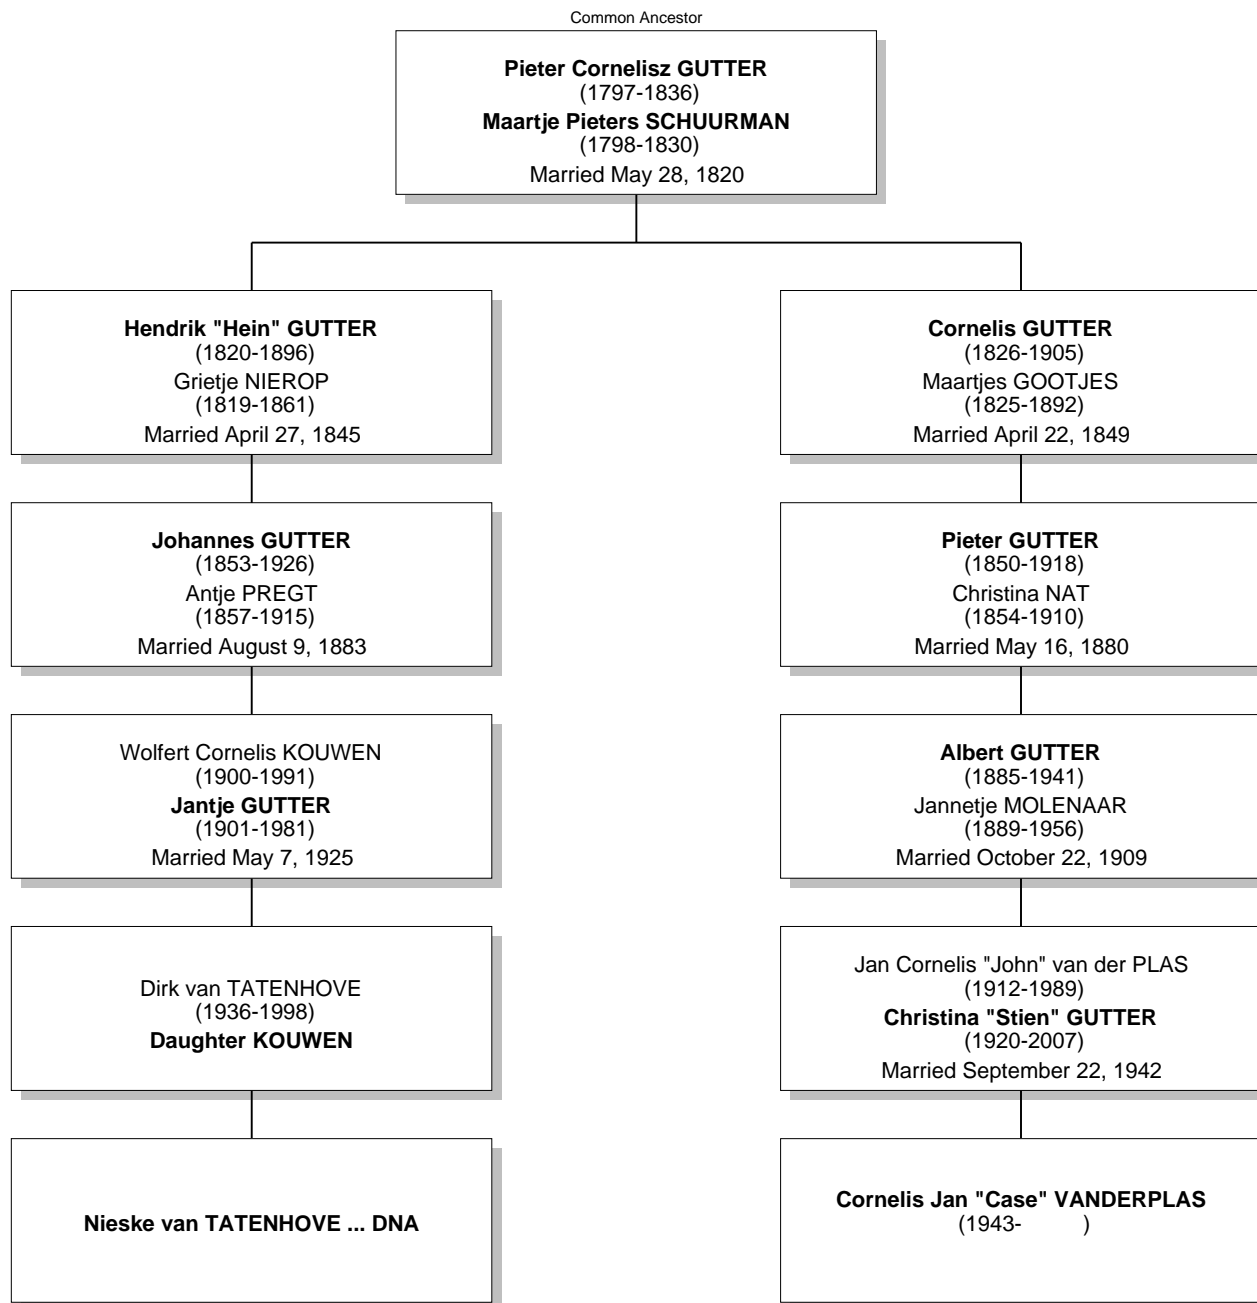 Common Ancestor
Pieter Cornelisz GUTTER
(1797-1836)
Maartje Pieters SCHUURMAN
(1798-1830)
Married May 28, 1820
Hendrik "Hein" GUTTER
(1820-1896)
Grietje NIEROP
(1819-1861)
Married April 27, 1845
Cornelis GUTTER
(1826-1905)
Maartjes GOOTJES
(1825-1892)
Married April 22, 1849
Johannes GUTTER
(1853-1926)
Antje PREGT
(1857-1915)
Married August 9, 1883
Pieter GUTTER
(1850-1918)
Christina NAT
(1854-1910)
Married May 16, 1880
Wolfert Cornelis KOUWEN
(1900-1991)
Jantje GUTTER
(1901-1981)
Married May 7, 1925
Albert GUTTER
(1885-1941)
Jannetje MOLENAAR
(1889-1956)
Married October 22, 1909
Dirk van TATENHOVE
(1936-1998)
Daughter KOUWEN
Jan Cornelis "John" van der PLAS
(1912-1989)
Christina "Stien" GUTTER
(1920-2007)
Married September 22, 1942
Nieske van TATENHOVE ... DNA
Cornelis Jan "Case" VANDERPLAS
(1943- )